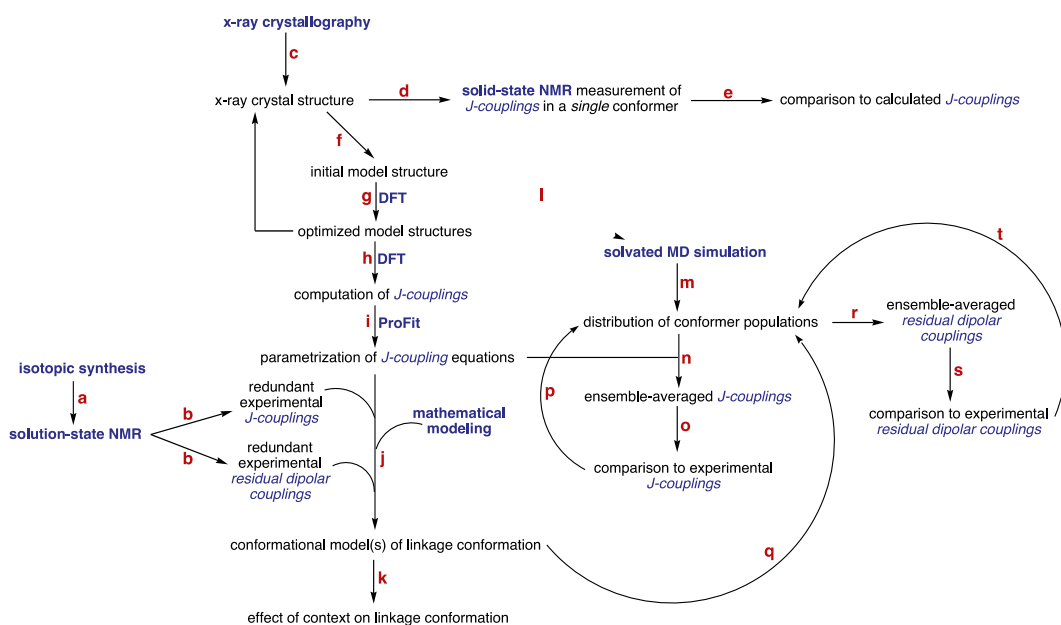 x-ray crystallography
c
x-ray crystal structure
d
solid-state NMR measurement of
J-couplings in a single conformer
e
comparison to calculated J-couplings
f
initial model structure
g DFT
l
optimized model structures
t
h DFT
solvated MD simulation
m
computation of J-couplings
i ProFit
distribution of conformer populations
r
ensemble-averaged
residual dipolar
couplings
parametrization of J-coupling equations
n
s
isotopic synthesis
a
solution-state NMR
b
b
redundant
experimental
J-couplings
redundant
experimental
residual dipolar
couplings
mathematical
modeling
j
p
ensemble-averaged J-couplings
o
comparison to experimental
J-couplings
comparison to experimental
residual dipolar couplings
conformational model(s) of linkage conformation
q
k
effect of context on linkage conformation